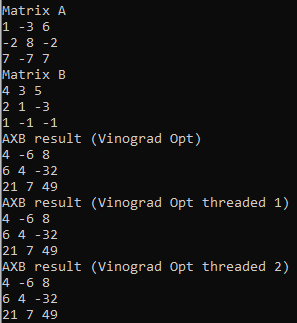 Matrix A
1 -3 6
-2 8 -2
7 -7 7
Matrix B
4 3 5
2 1 -3
1 -1 -1
AXB result (Vinograd Opt)
4 -6 8
6 4 -32
21 7 49
AXB result (Vinograd Opt threaded 1)
4 -6 8
6 4 -32
21 7 49
AXB result (Vinograd Opt threaded 2)
4 -6 8
6 4 -32
21 7 49